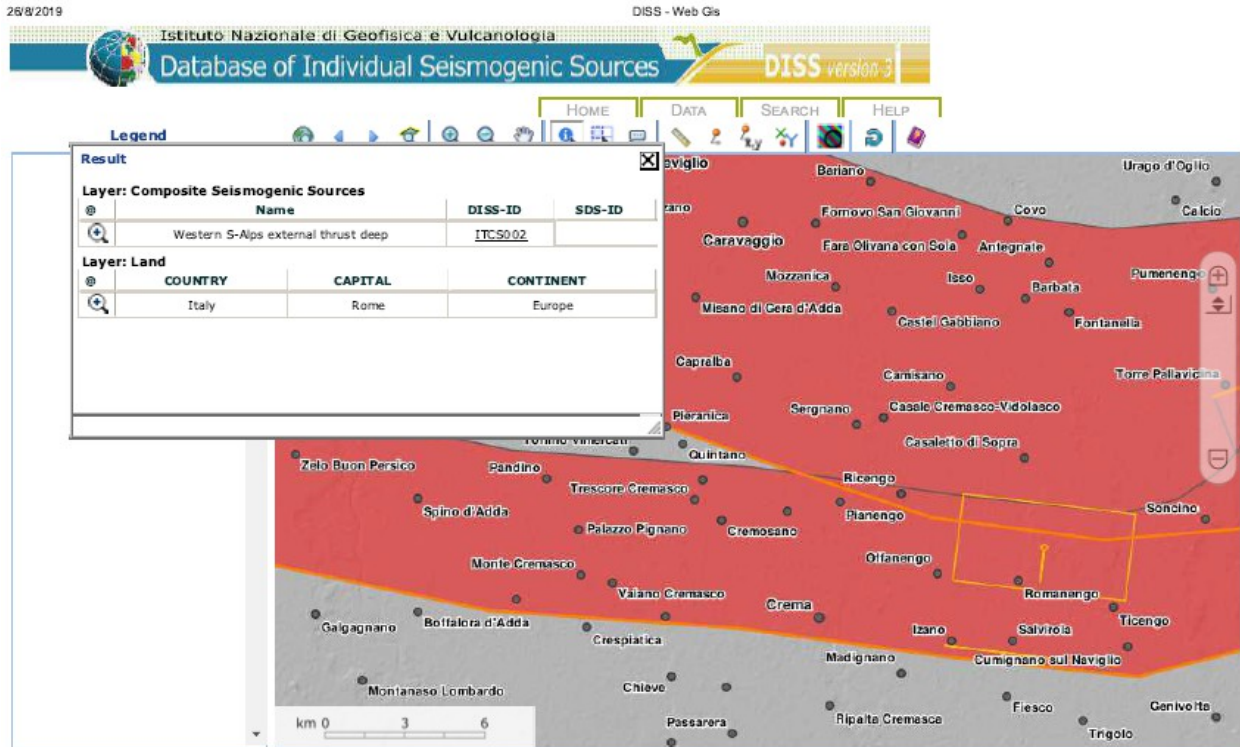 26/8/2019
DISS - Web Gis
Istituto Nazionale di Geofisica e Vulcanologia
Database of Individual Seismogenic Sources
DISS version 3
HOME DATA SEARCH HELP
Legend
x,y
XY
Result
Layer: Composite Seismogenic Sources
@ Name DISS-ID SDS-ID
Western S-Alps external thrust deep ITCS002
Layer: Land
@ COUNTRY CAPITAL CONTINENT
Italy Rome Europe
Bariano
Urago d'Oglio
Fornovo San Giovanni
Covo
Calcio
Caravaggio
Fara Olivana con Sola
Antegnate
Mozzanica
Isso
Barbata
Pumenengo
Misano di Gera d'Adda
Castel Gabbiano
Fontanella
Capralba
Camisano
Torre Pallavicina
Pieranica
Sergnano
Casale Cremasco-Vidolasco
Quintano
Casaletto di Sopra
Zelo Buon Persico
Pandino
Trescore Cremasco
Ricengo
Spino d'Adda
Pianengo
Soncino
Palazzo Pignano
Cremosano
Offanengo
Monte Cremasco
Vaiano Cremasco
Crema
Romanengo
Ticengo
Galgagnano
Boffalora d'Adda
Crespiatica
Izano
Salvirola
Madignano
Cumignano sul Naviglio
Montanaso Lombardo
Chieve
Fiesco
Genivolta
km 0 3 6
Passarera
Ripalta Cremasca
Trigolo